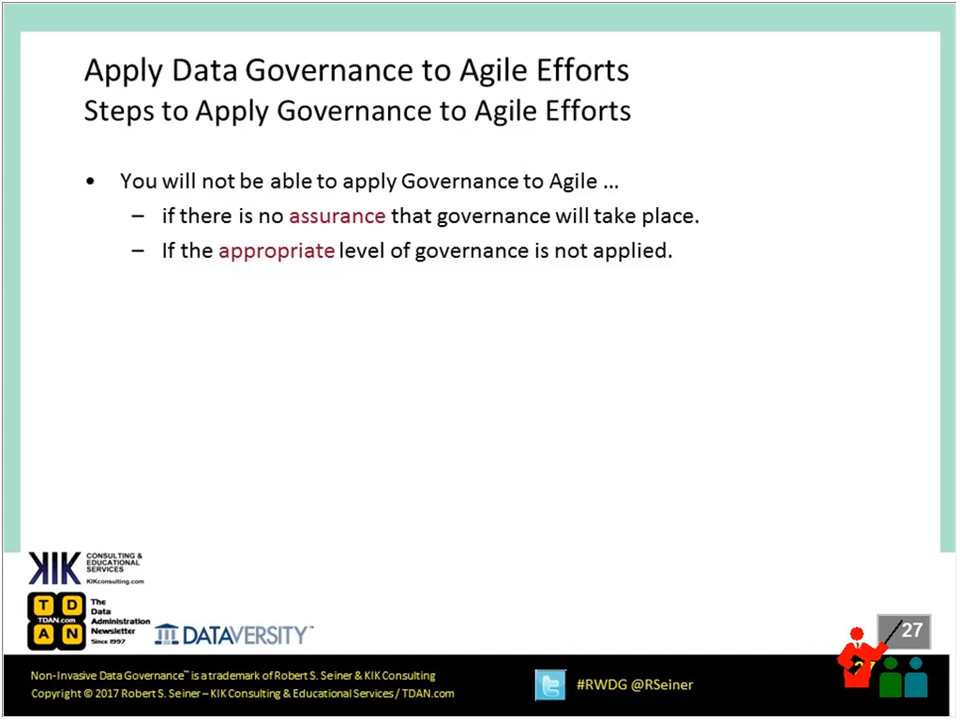 Apply Data Governance to Agile Efforts
Steps to Apply Governance to Agile Efforts
• You will not be able to apply Governance to Agile ...
– if there is no assurance that governance will take place.
– If the appropriate level of governance is not applied.
KIK CONSULTING &
EDUCATIONAL
SERVICES
KIKconsulting.com
T D
TDAN.com
A N
The
Data
Administration
Newsletter
Since 1997
DATAVERSITY™
27
Non-Invasive Data Governance™ is a trademark of Robert S. Seiner & KIK Consulting
Copyright © 2017 Robert S. Seiner – KIK Consulting & Educational Services / TDAN.com
#RWDG @RSeiner